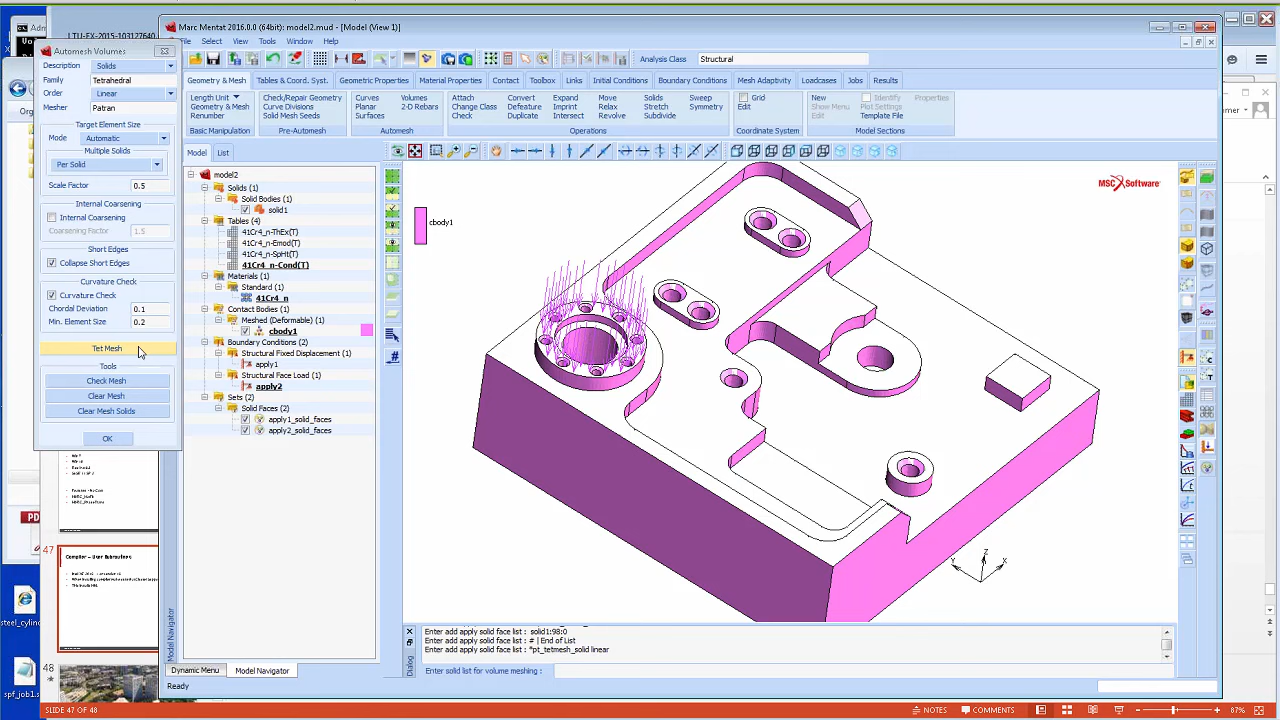 LTU-FX-2015-103127640
Marc Mentat 2016.0.0 (64bit): model2.mud - [Model (View 1)]
Automesh Volumes
Description Solids
Family Tetrahedral
Order Linear
Mesher Patran
Target Element Size
Mode Automatic
Multiple Solids
Per Solid
Scale Factor 0.5
Internal Coarsening
Internal Coarsening
Coarsening Factor 1.5
Short Edges
Collapse Short Edges
Curvature Check
Curvature Check
Chordal Deviation 0.1
Min. Element Size 0.2
Tet Mesh
Tools
Check Mesh
Clear Mesh
Clear Mesh Solids
OK
File Select View Tools Window Help
Analysis Class Structural
Geometry & Mesh Tables & Coord. Syst. Geometric Properties Material Properties Contact Toolbox Links Initial Conditions Boundary Conditions Mesh Adaptivity Loadcases Jobs Results
Length Unit
Geometry & Mesh
Renumber
Basic Manipulation
Check/Repair Geometry
Curve Divisions
Solid Mesh Seeds
Pre-Automesh
Curves Volumes
Planar 2-D Rebars
Surfaces
Automesh
Attach Convert Expand Move Solids Sweep
Change Class Defeature Imprint Relax Stretch Symmetry
Check Duplicate Intersect Revolve Subdivide
Operations
Grid
Edit
Coordinate System
New Identify Properties
Show Menu Plot Settings
Edit Template File
Model Sections
Model List
model2
Solids (1)
Solid Bodies (1)
solid1
Tables (4)
41Cr4_n-ThEx(T)
41Cr4_n-Emod(T)
41Cr4_n-SpHt(T)
41Cr4_n-Cond(T)
Materials (1)
Standard (1)
41Cr4_n
Contact Bodies (1)
Meshed (Deformable) (1)
cbody1
Boundary Conditions (2)
Structural Fixed Displacement (1)
apply1
Structural Face Load (1)
apply2
Sets (2)
Solid Faces (2)
apply1_solid_faces
apply2_solid_faces
cbody1
MSC Software
Z
Model Navigator
Dynamic Menu Model Navigator
Dialog
Enter add apply solid face list : solid1:98:0
Enter add apply solid face list : # | End of List
Enter add apply solid face list : *pt_tetmesh_solid linear
Enter solid list for volume meshing :
Ready
47
Compiler – User Subroutines
48
steel_cylin
spf_job1.s
SLIDE 47 OF 48
NOTES COMMENTS 87%